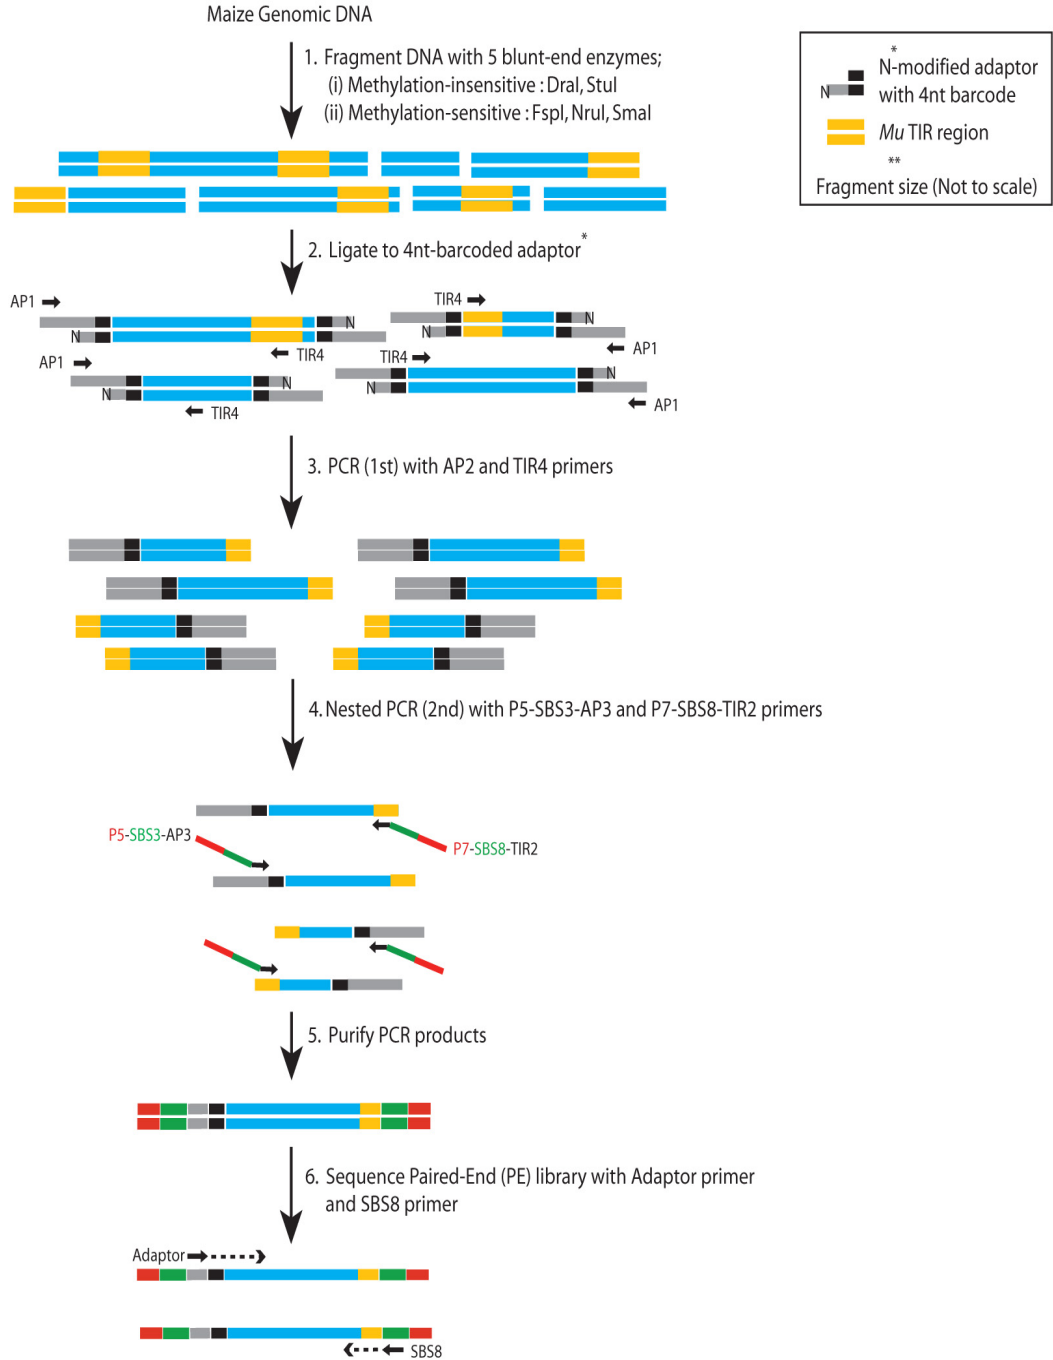 Maize Genomic DNA
1. Fragment DNA with 5 blunt-end enzymes;
(i) Methylation-insensitive : DraI, StuI
(ii) Methylation-sensitive : FspI, NruI, SmaI
*
N-modified adaptor
N
with 4nt barcode
Mu TIR region
**
Fragment size (Not to scale)
2. Ligate to 4nt-barcoded adaptor*
AP1
TIR4
N
N
N
N
TIR4
AP1
AP1
TIR4
N
N
N
N
TIR4
AP1
3. PCR (1st) with AP2 and TIR4 primers
4. Nested PCR (2nd) with P5-SBS3-AP3 and P7-SBS8-TIR2 primers
P5-SBS3-AP3
P7-SBS8-TIR2
5. Purify PCR products
6. Sequence Paired-End (PE) library with Adaptor primer
and SBS8 primer
Adaptor
SBS8